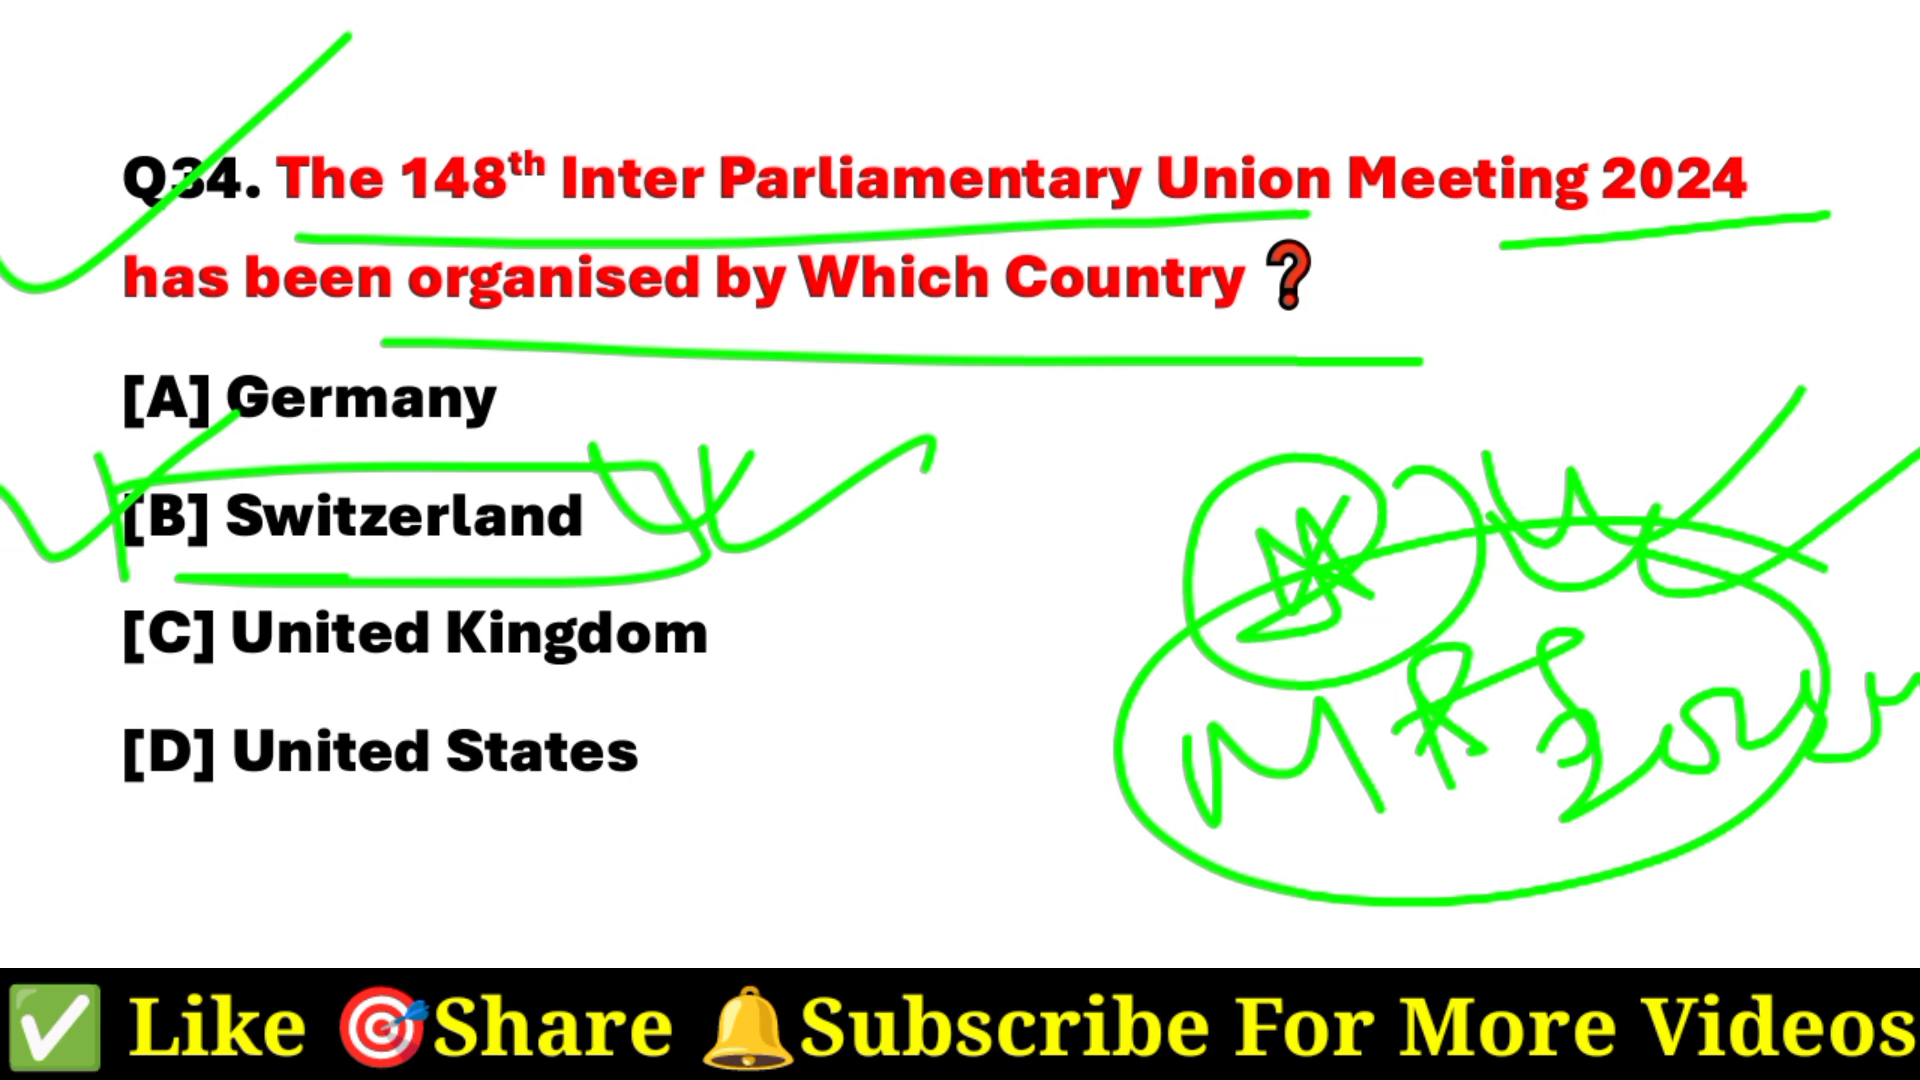 Q34. The 148th Inter Parliamentary Union Meeting 2024
has been organised by Which Country ❓
[A] Germany
[B] Switzerland
[C] United Kingdom
[D] United States
✅ Like 🎯Share 🔔Subscribe For More Videos